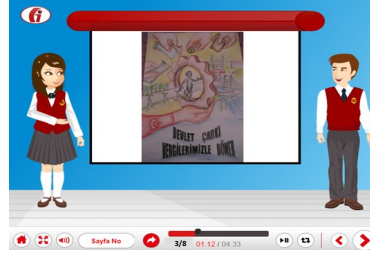 DEVLET ÇARKI
VERGİLERİMİZLE DÖNER
Sayfa No
3/8
01:12 / 04:33